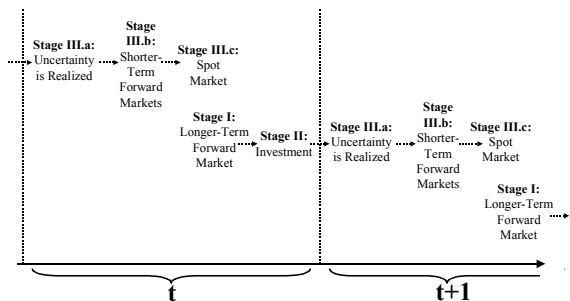 Stage III.a:
Uncertainty
is Realized
Stage
III.b:
Shorter-
Term
Forward
Markets
Stage III.c:
Spot
Market
Stage I:
Longer-Term
Forward
Market
Stage II:
Investment
Stage III.a:
Uncertainty
is Realized
Stage
III.b:
Shorter-
Term
Forward
Markets
Stage III.c:
Spot
Market
Stage I:
Longer-Term
Forward
Market
t
t+1